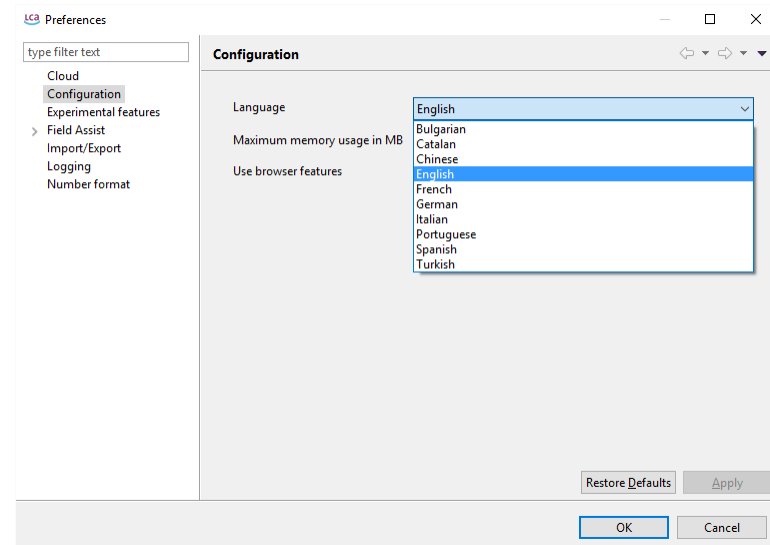 LCA Preferences
type filter text
Cloud
Configuration
Experimental features
Field Assist
Import/Export
Logging
Number format
Configuration
Language
English
Bulgarian
Catalan
Chinese
English
French
German
Italian
Portuguese
Spanish
Turkish
Maximum memory usage in MB
Use browser features
Restore Defaults
Apply
OK
Cancel